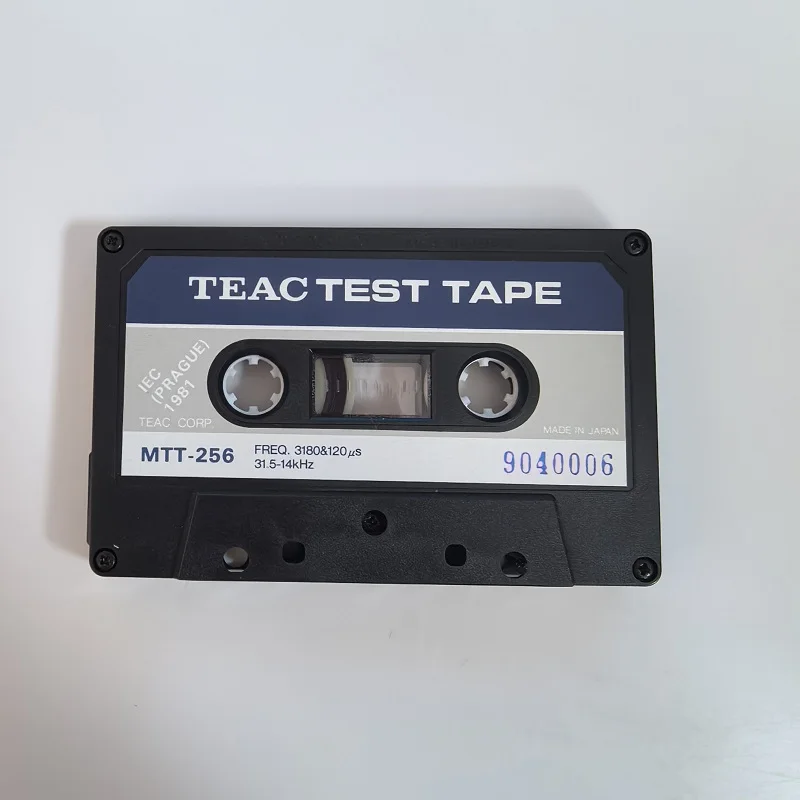 TEAC TEST TAPE
IEC
(PRAGUE)
1981
TEAC CORP.
MADE IN JAPAN
MTT-256
FREQ. 3180&120μs
31.5-14kHz
9040006